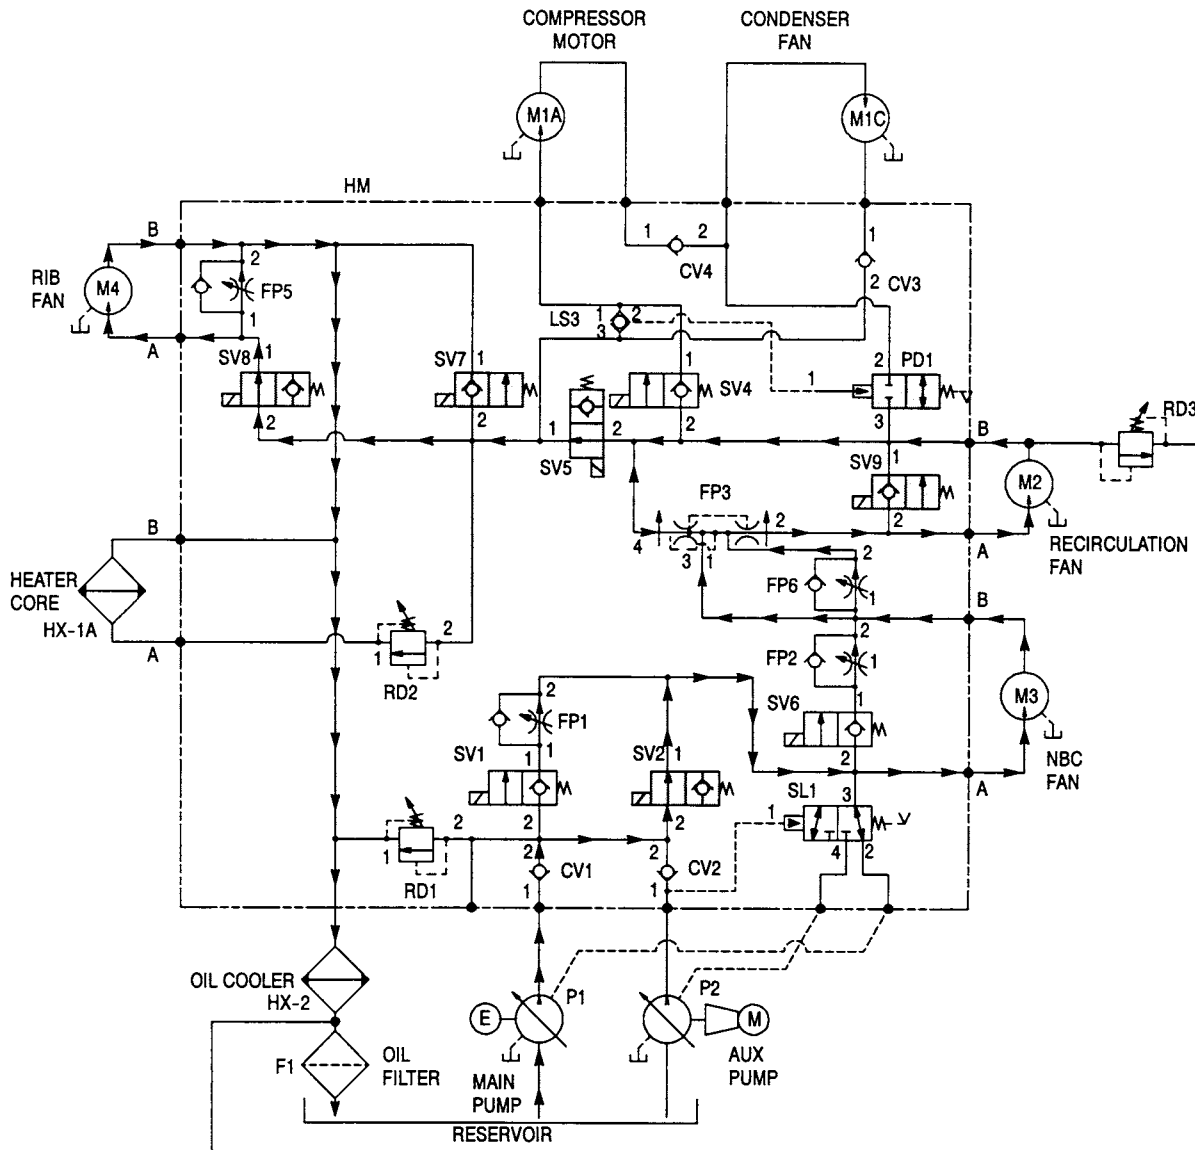 COMPRESSOR
MOTOR
CONDENSER
FAN
M1A
M1C
HM
B
1
2
CV4
1
2
CV3
RIB
FAN
M4
2
FP5
1
A
LS3
1
2
3
SV8
1
2
SV7
1
2
1
SV4
2
PD1
1
3
RD3
1
2
SV5
B
1
SV9
2
M2
FP3
4
2
3
1
A
RECIRCULATION
FAN
B
HEATER
CORE
HX-1A
A
2
FP6
1
B
2
FP2
1
1
2
RD2
M3
NBC
FAN
2
FP1
1
SV6
1
2
A
SV1
1
2
SV2
1
2
SL1
3
1
4
2
1
2
RD1
2
CV1
1
2
CV2
1
OIL COOLER
HX-2
E
P1
P2
M
F1
OIL
FILTER
MAIN
PUMP
AUX
PUMP
RESERVOIR